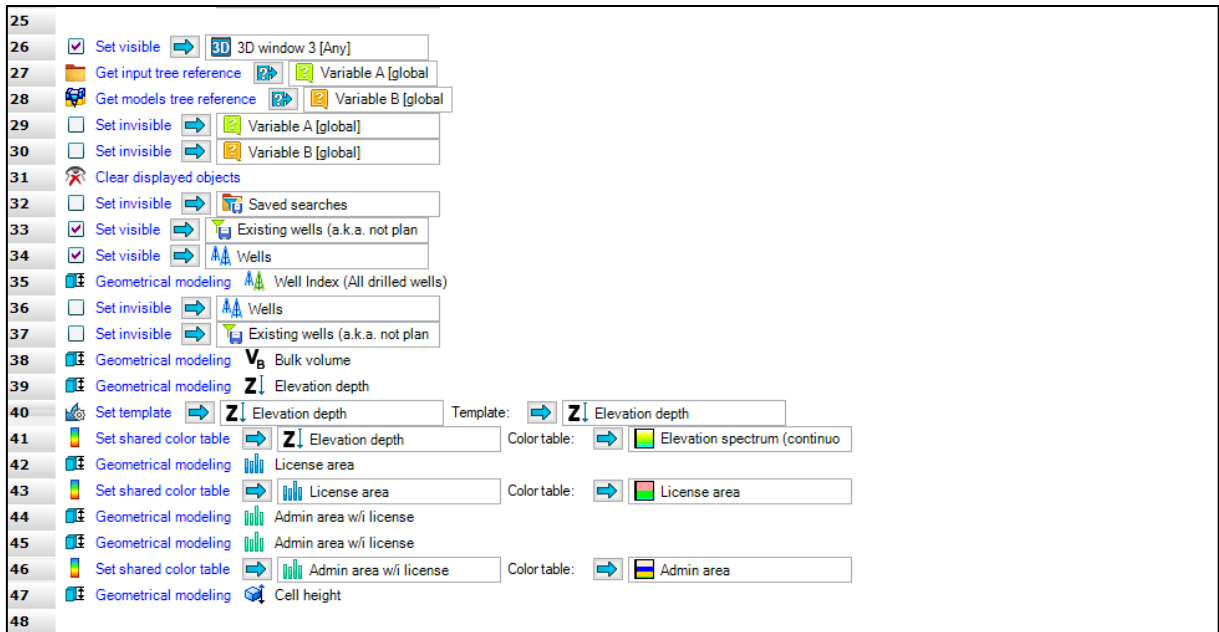 25
26 Set visible 3D 3D window 3 [Any]
27 Get input tree reference ? ? Variable A [global
28 Get models tree reference ? ? Variable B [global
29 Set invisible ? Variable A [global]
30 Set invisible ? Variable B [global]
31 Clear displayed objects
32 Set invisible Saved searches
33 Set visible Existing wells (a.k.a. not plan
34 Set visible Wells
35 Geometrical modeling Well Index (All drilled wells)
36 Set invisible Wells
37 Set invisible Existing wells (a.k.a. not plan
38 Geometrical modeling VB Bulk volume
39 Geometrical modeling Z Elevation depth
40 Set template Z Elevation depth Template: Z Elevation depth
41 Set shared color table Z Elevation depth Color table: Elevation spectrum (continuo
42 Geometrical modeling License area
43 Set shared color table License area Color table: License area
44 Geometrical modeling Admin area w/i license
45 Geometrical modeling Admin area w/i license
46 Set shared color table Admin area w/i license Color table: Admin area
47 Geometrical modeling Cell height
48